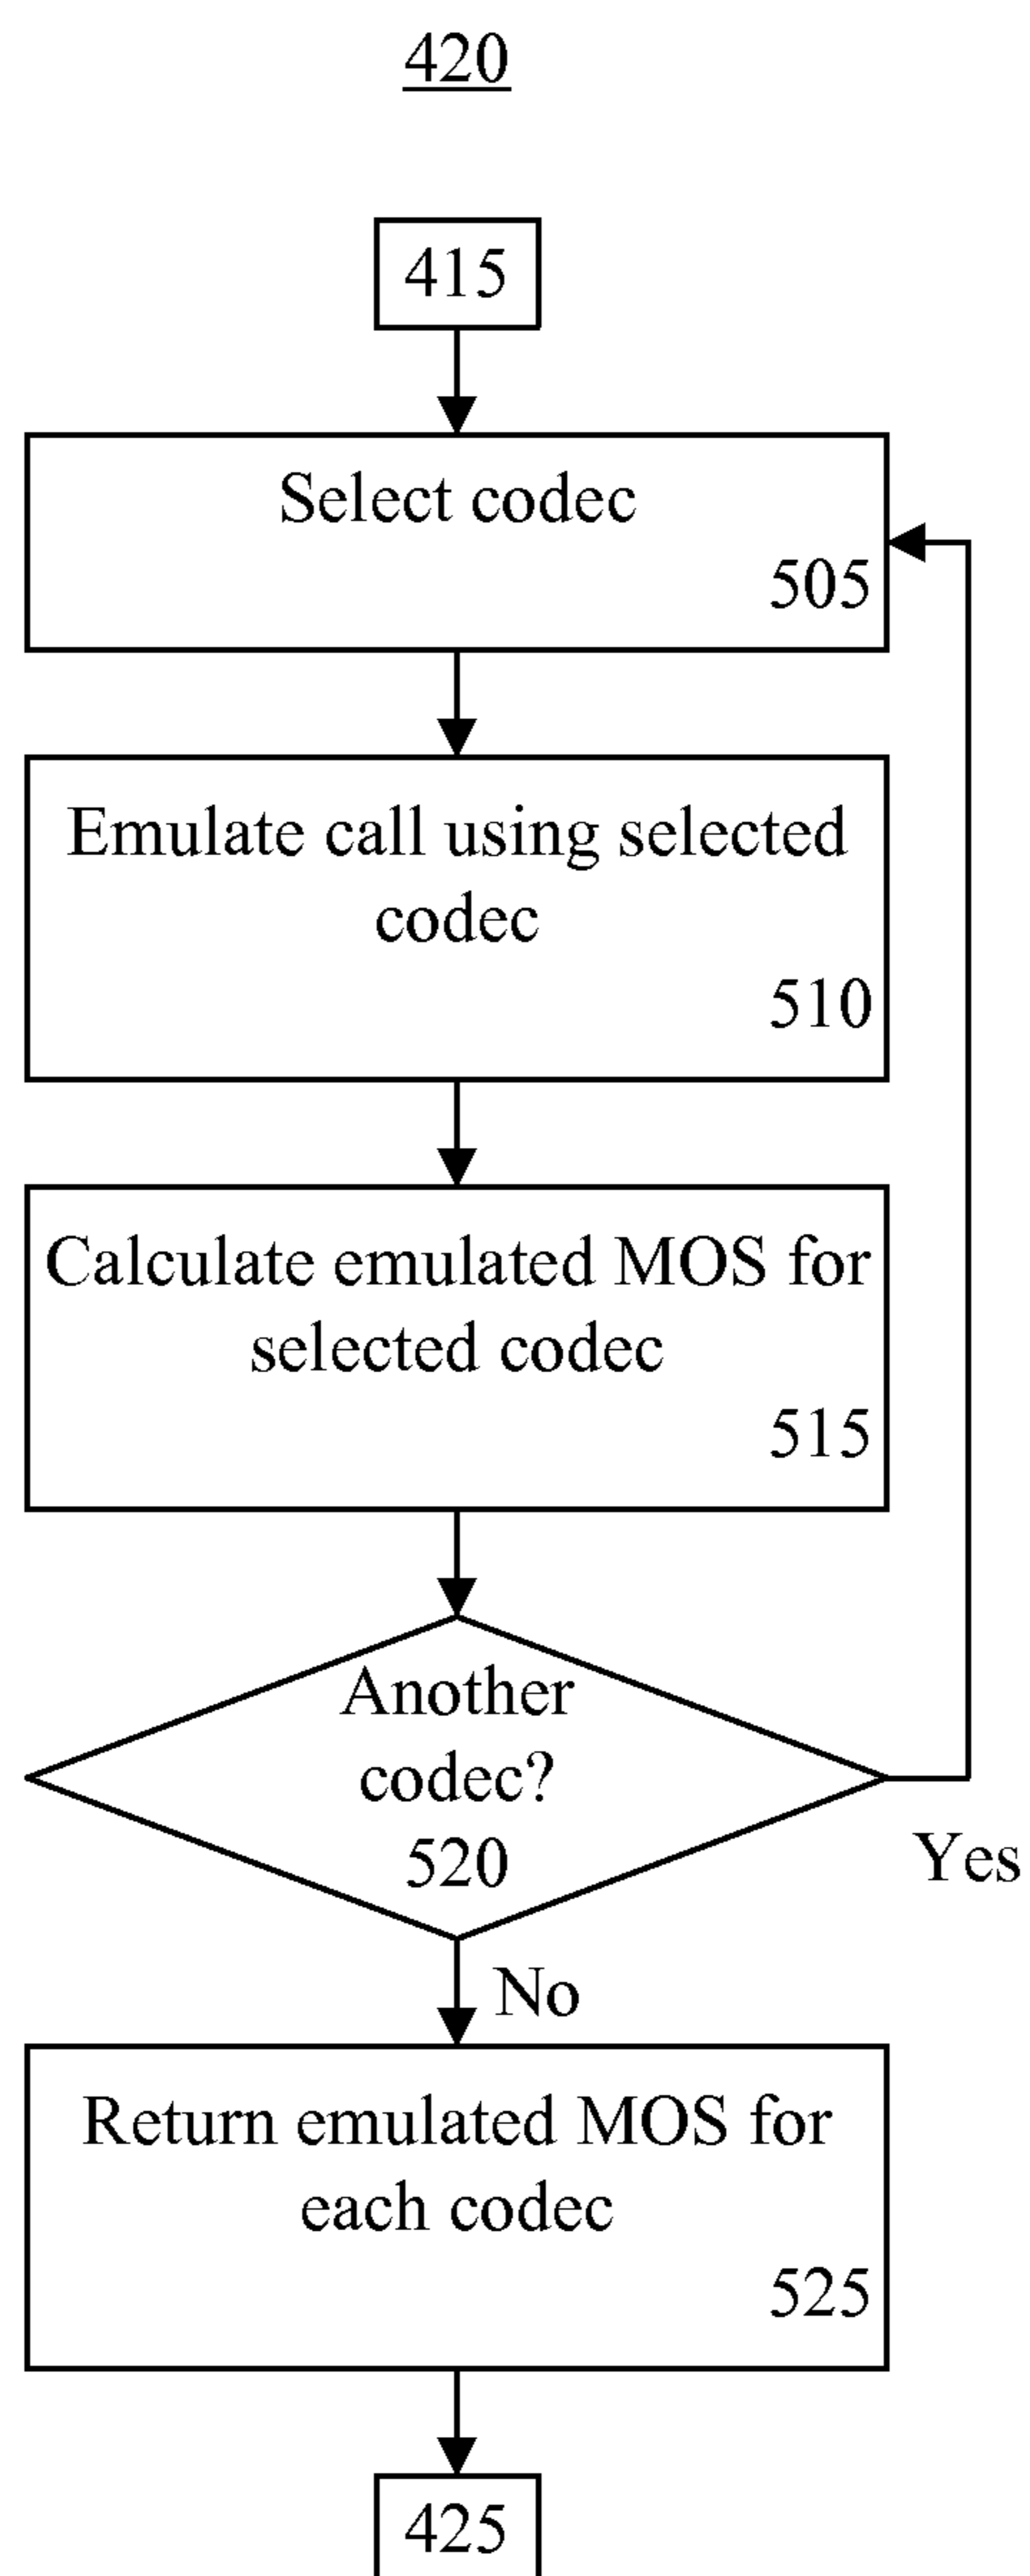 420
415
Select codec
505
Emulate call using selected
codec
510
Calculate emulated MOS for
selected codec
515
Another
codec?
520
Yes
No
Return emulated MOS for
each codec
525
425